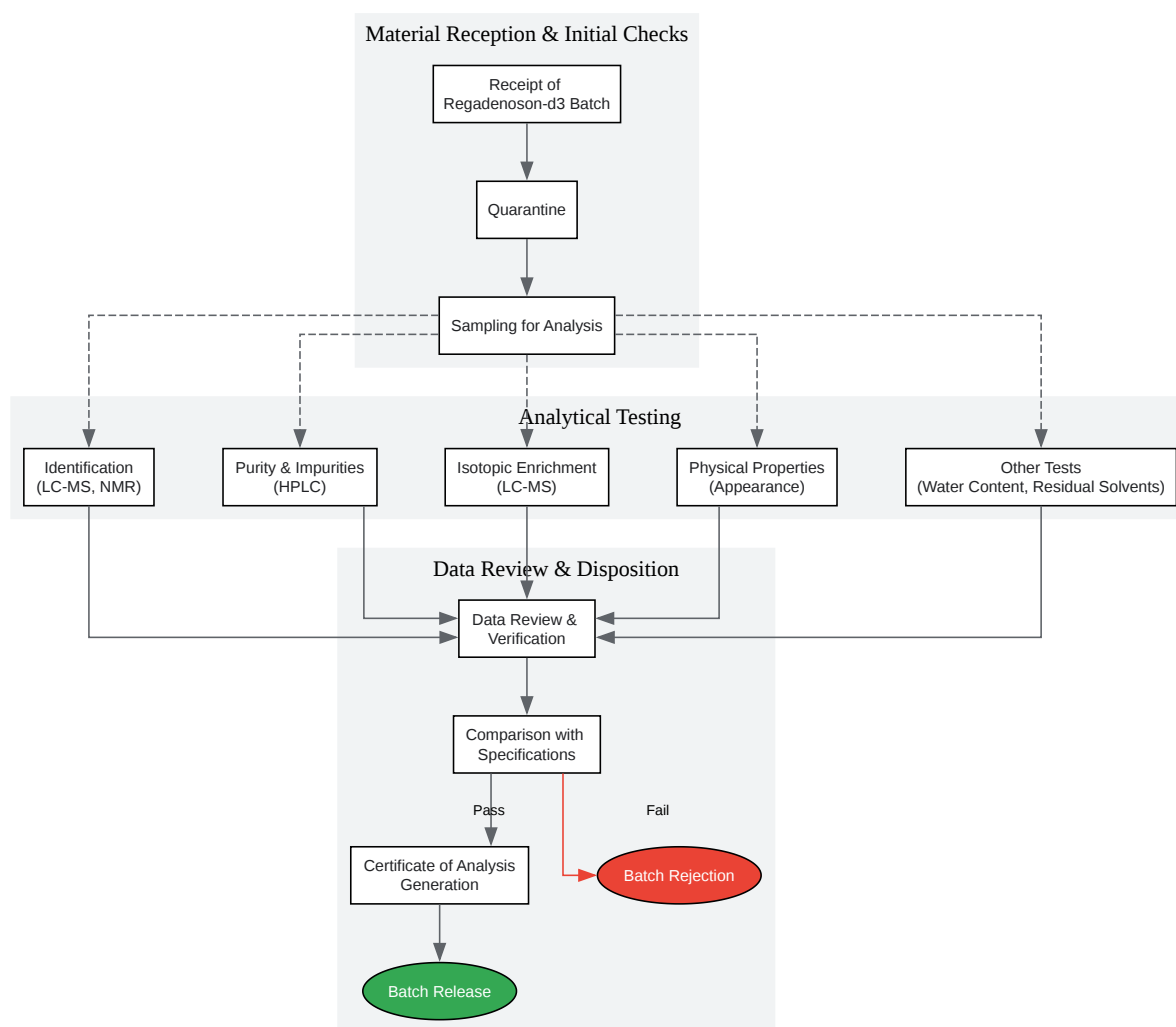 Material Reception & Initial Checks
Receipt of
Regadenoson-d3 Batch
Quarantine
Sampling for Analysis
Analytical Testing
Identification
(LC-MS, NMR)
Purity & Impurities
(HPLC)
Isotopic Enrichment
(LC-MS)
Physical Properties
(Appearance)
Other Tests
(Water Content, Residual Solvents)
Data Review & Disposition
Data Review &
Verification
Comparison with
Specifications
Pass
Fail
Certificate of Analysis
Generation
Batch Rejection
Batch Release